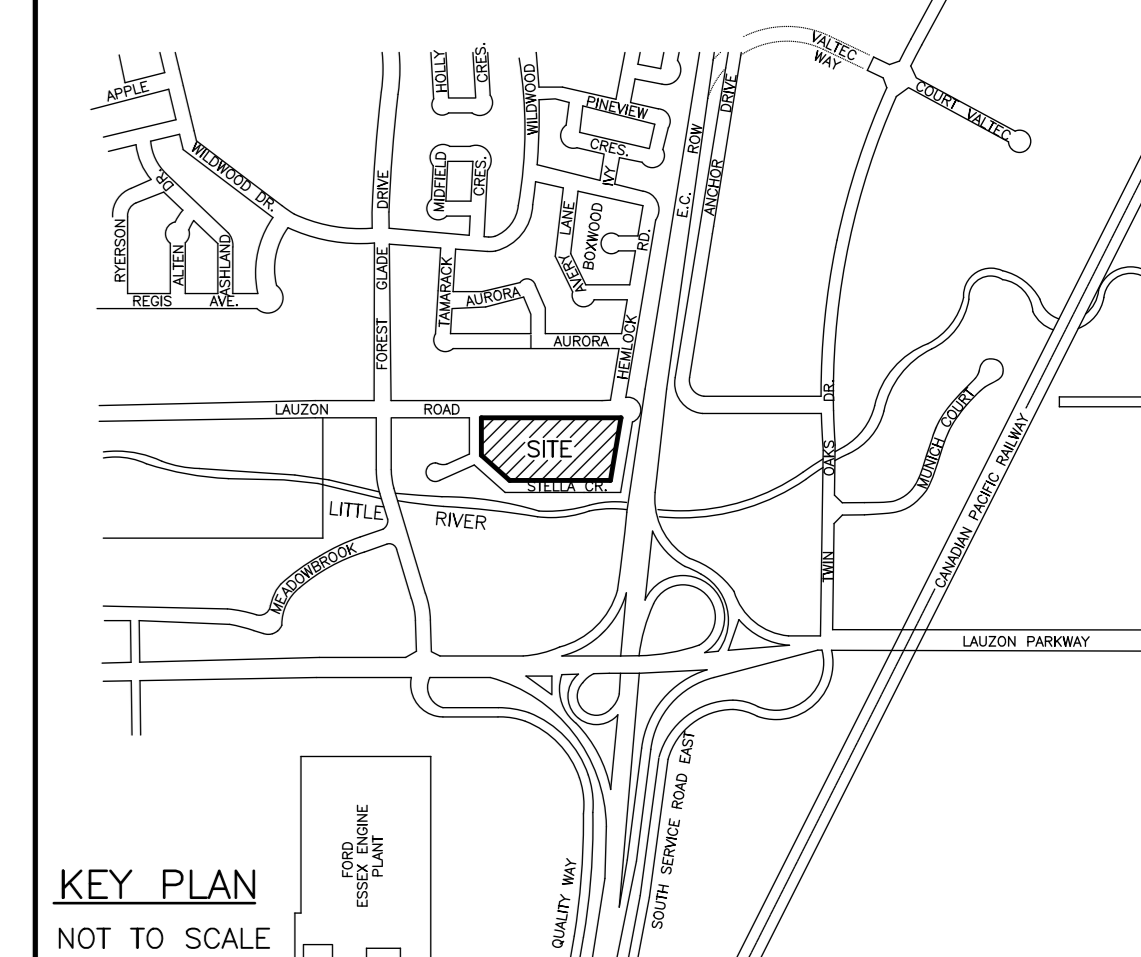 VALTEC
WAY
COURT VALTEC
APPLE
HOLLY
CRES.
WILDWOOD
PINEVIEW
CRES.
IVY
DRIVE
ROW
E.C.
ANCHOR
WILDWOOD DR.
DR.
RYERSON
ALTEN
ASHLAND
REGIS AVE.
DRIVE
GLADE
FOREST
MIDFIELD
CRES.
TAMARACK
AURORA
AVERY LANE
BOXWOOD
RD.
AURORA
HEMLOCK
LAUZON ROAD
SITE
STELLA CR.
LITTLE RIVER
MEADOWBROOK
DR.
OAKS
TWIN
MUNICH COURT
CANADIAN PACIFIC RAILWAY
LAUZON PARKWAY
FORD
ESSEX ENGINE
PLANT
QUALITY WAY
SOUTH SERVICE ROAD EAST
KEY PLAN
NOT TO SCALE